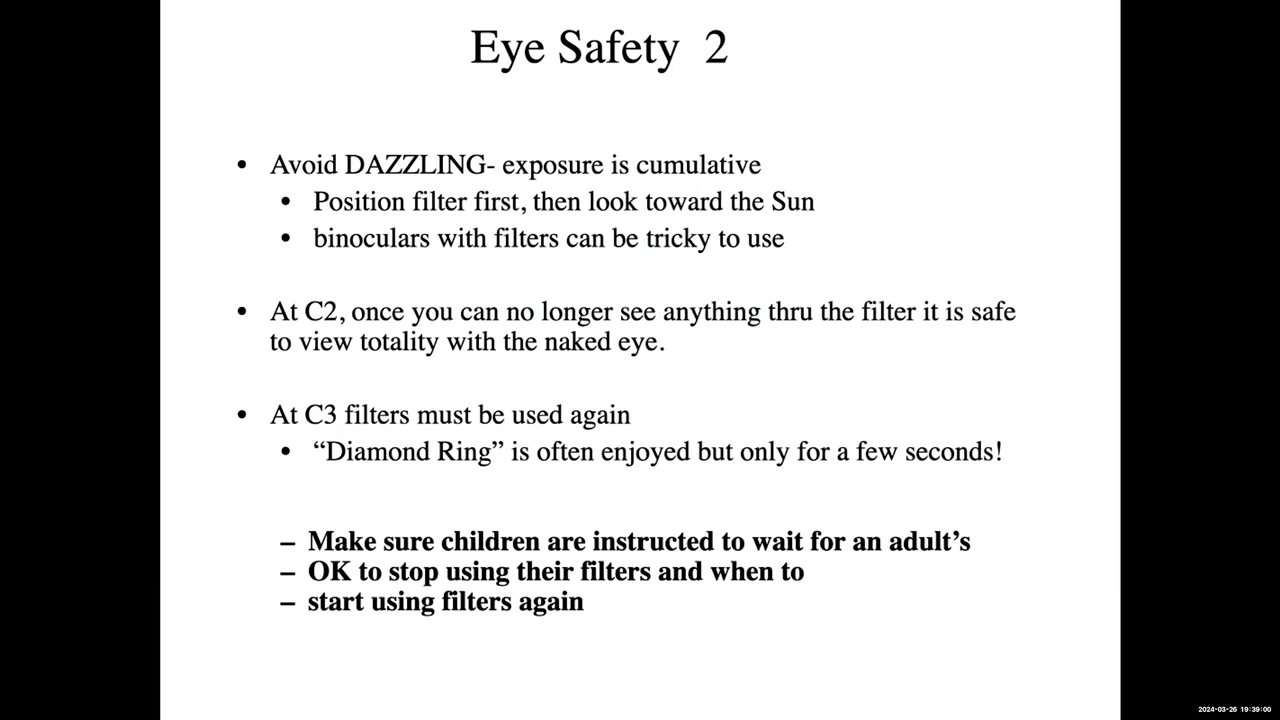 Eye Safety 2
• Avoid DAZZLING- exposure is cumulative
• Position filter first, then look toward the Sun
• binoculars with filters can be tricky to use
• At C2, once you can no longer see anything thru the filter it is safe
to view totality with the naked eye.
• At C3 filters must be used again
• “Diamond Ring” is often enjoyed but only for a few seconds!
– Make sure children are instructed to wait for an adult’s
– OK to stop using their filters and when to
– start using filters again
2024-03-26 19:39:00